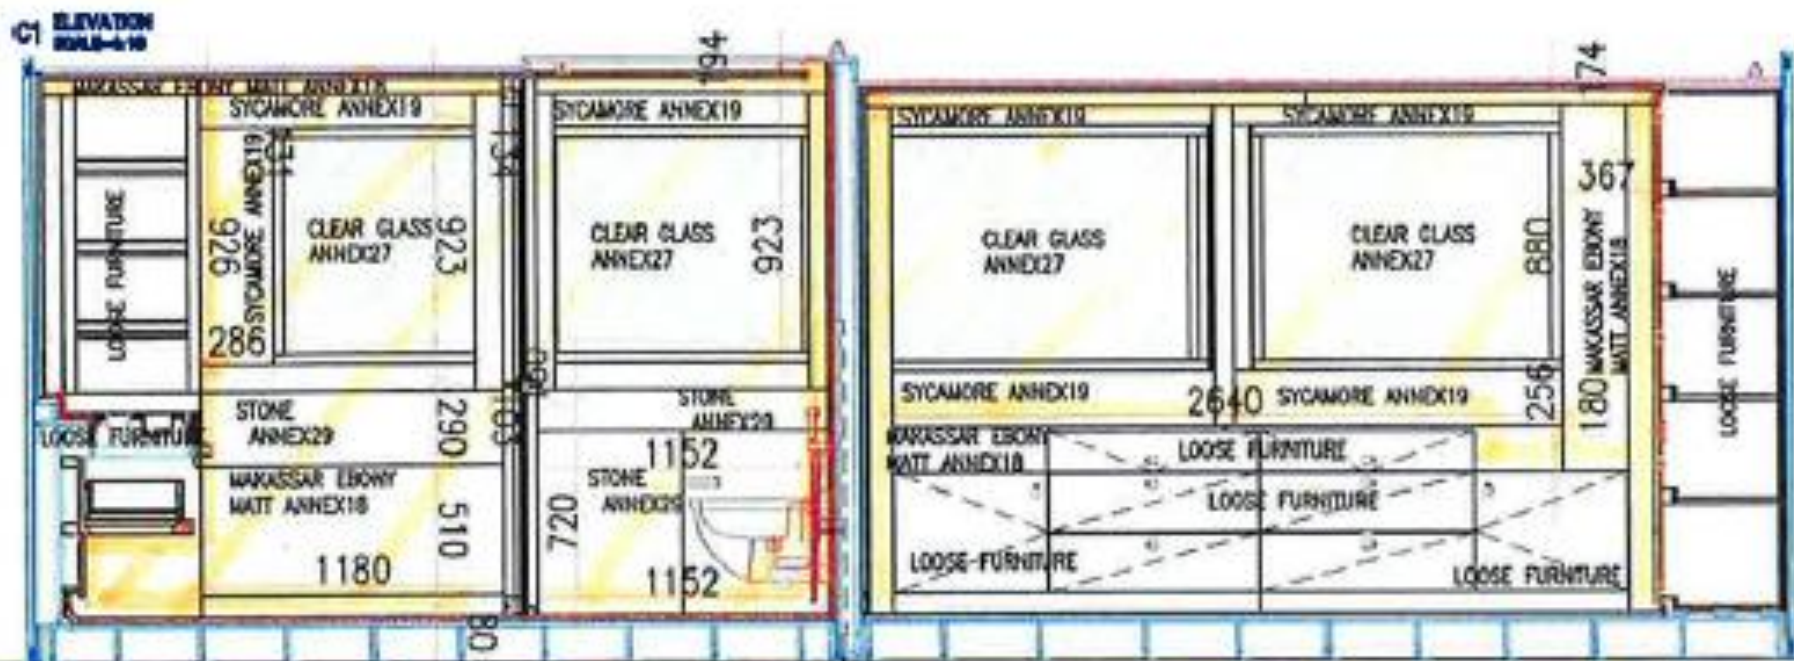 C1 ELEVATION
194
174
MAKASSAR EBONY MATT ANNEX18
SYCAMORE ANNEX19
SYCAMORE ANNEX19
SYCAMORE ANNEX19
SYCAMORE ANNEX19
LOOSE FURNITURE
926
SYCAMORE ANNEX19
286
CLEAR GLASS
ANNEX27
923
CLEAR GLASS
ANNEX27
923
CLEAR GLASS
ANNEX27
CLEAR GLASS
ANNEX27
880
367
MAKASSAR EBONY
MATT ANNEX18
180
LOOSE FURNITURE
SYCAMORE ANNEX19
2640
SYCAMORE ANNEX19
256
STONE
ANNEX29
290
STONE
ANNEX29
LOOSE FURNITURE
MAKASSAR EBONY
MATT ANNEX18
510
1180
80
1152
STONE
ANNEX29
720
1152
MAKASSAR EBONY
MATT ANNEX18
LOOSE FURNITURE
LOOSE FURNITURE
LOOSE FURNITURE
LOOSE FURNITURE